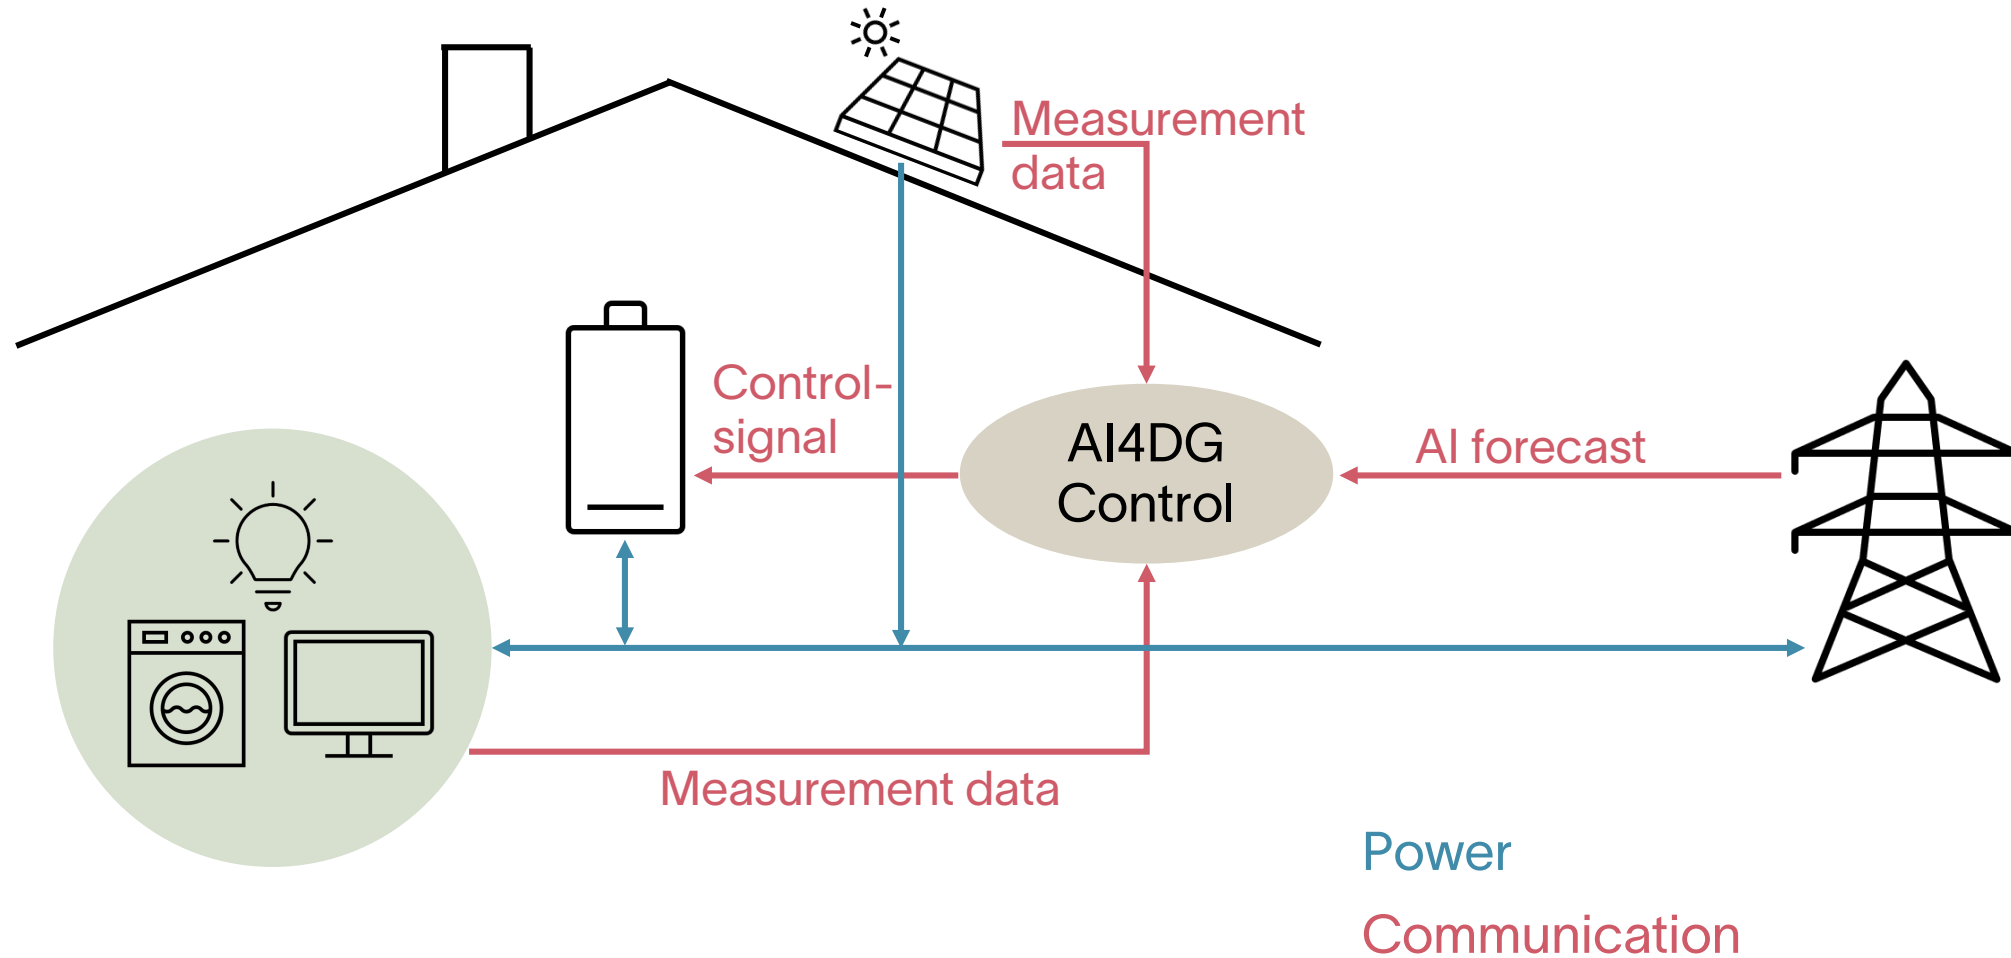 Measurement
data
Control-
signal
AI4DG
Control
AI forecast
Measurement data
Power
Communication